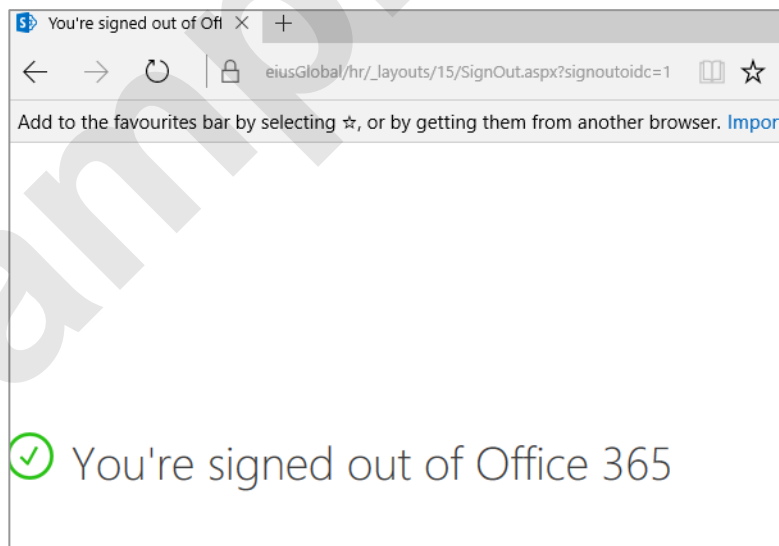 You're signed out of Off
eiusGlobal/hr/_layouts/15/SignOut.aspx?signoutoidc=1
Add to the favourites bar by selecting ☆, or by getting them from another browser. Impor
You're signed out of Office 365